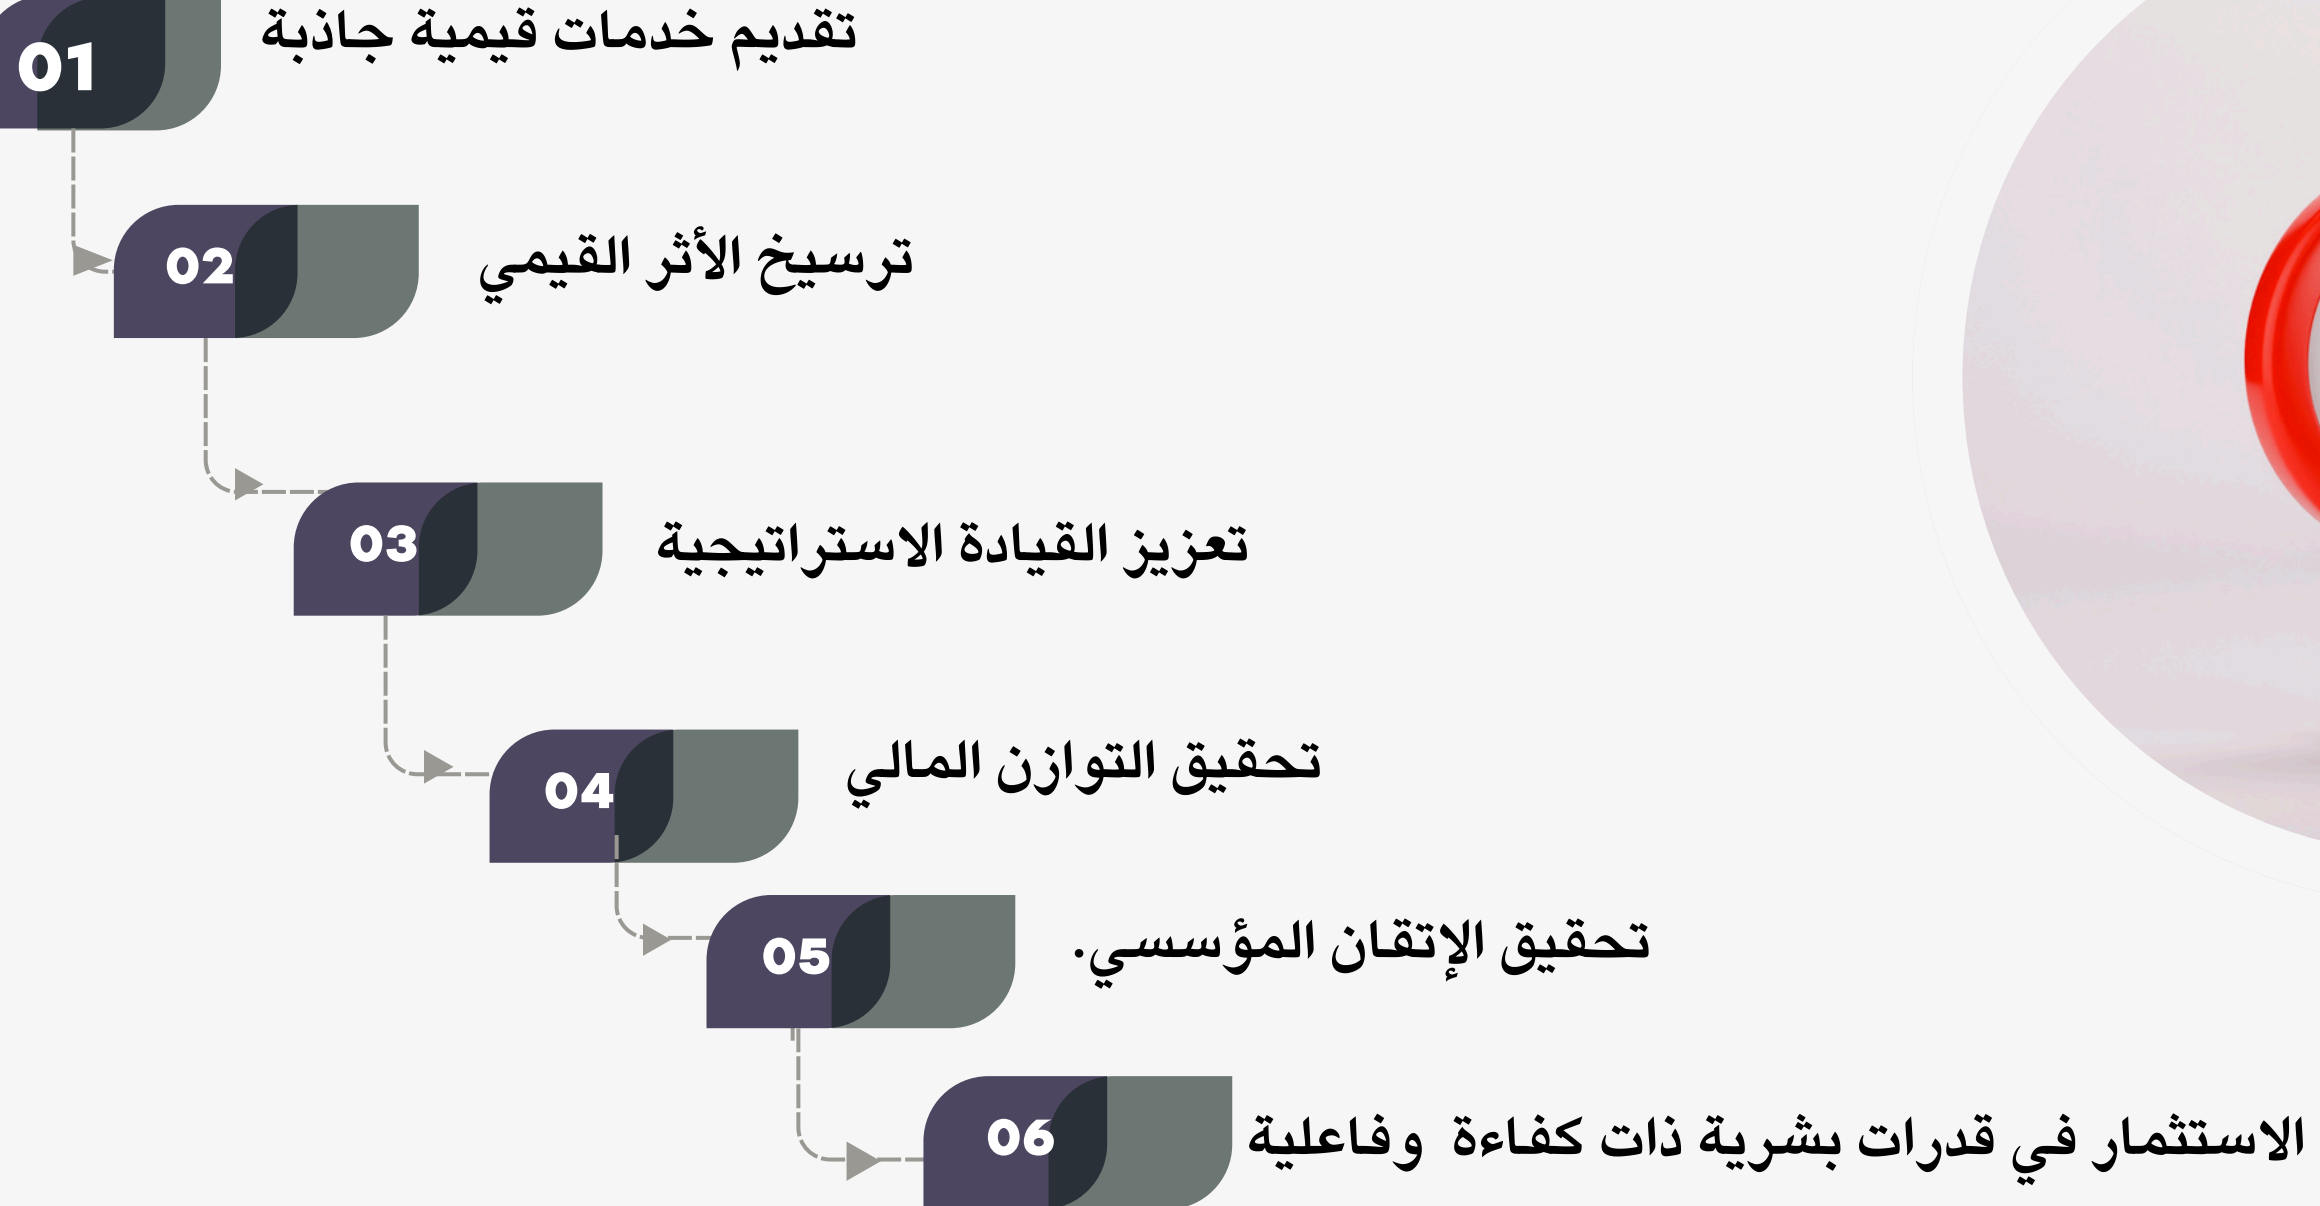 01
تقديم خدمات قيمية جاذبة
02
ترسيخ الأثر القيمي
03
تعزيز القيادة الاستراتيجية
04
تحقيق التوازن المالي
05
تحقيق الإتقان المؤسسي.
06
الاستثمار في قدرات بشرية ذات كفاءة وفاعلية